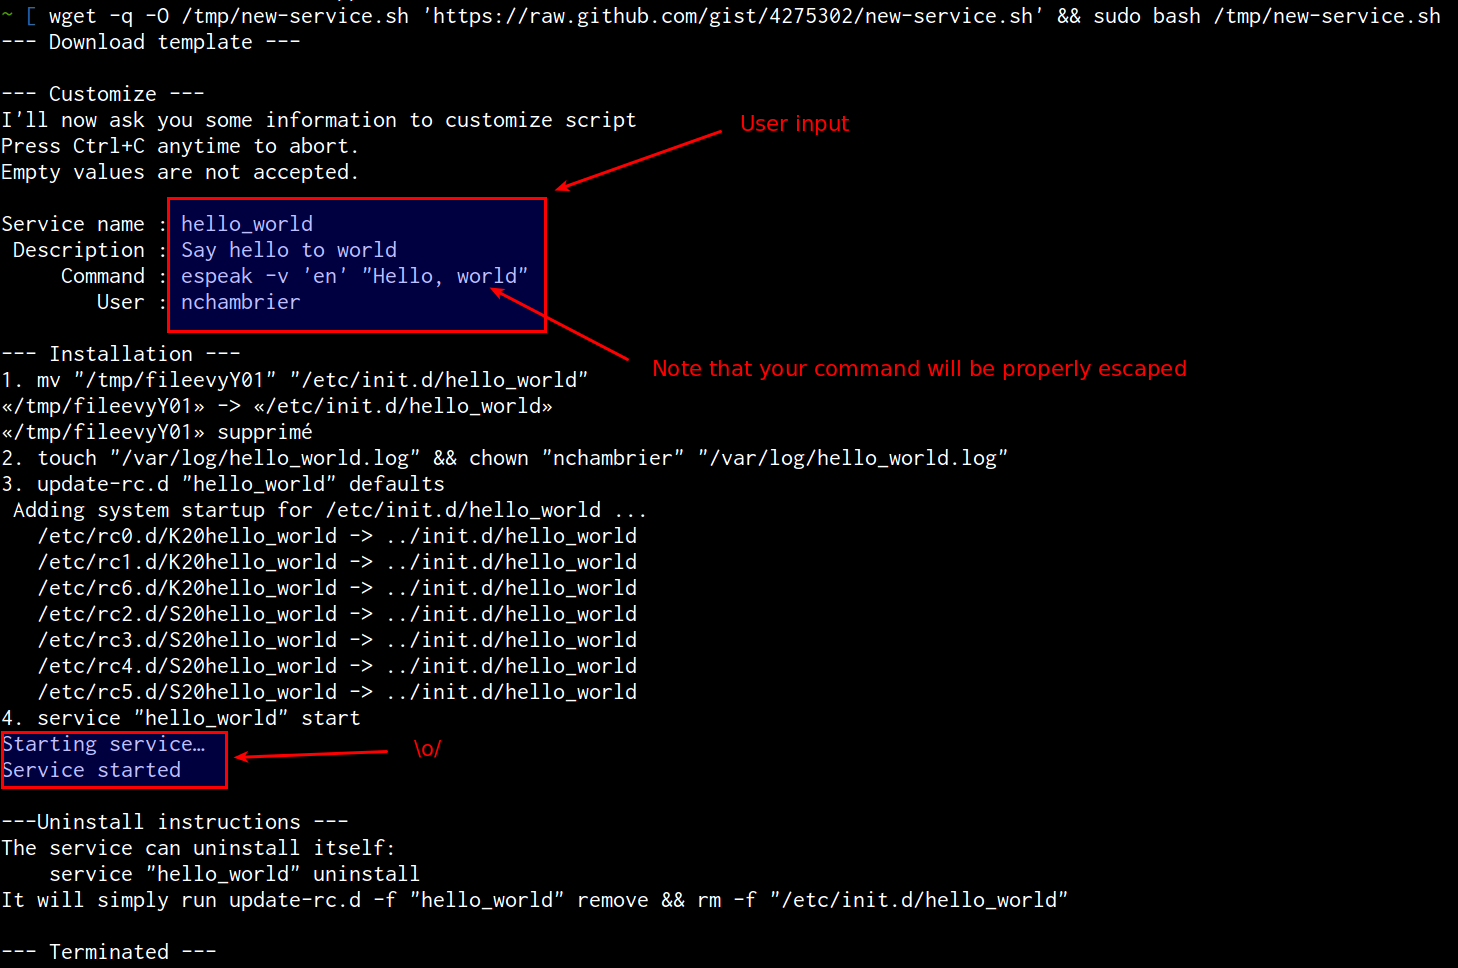 ~ [ wget -q -O /tmp/new-service.sh 'https://raw.github.com/gist/4275302/new-service.sh' && sudo bash /tmp/new-service.sh
--- Download template ---
--- Customize ---
I'll now ask you some information to customize script
User input
Press Ctrl+C anytime to abort.
Empty values are not accepted.
Service name : hello_world
Description : Say hello to world
Command : espeak -v 'en' "Hello, world"
User : nchambrier
--- Installation ---
Note that your command will be properly escaped
1. mv "/tmp/fileevyY01" "/etc/init.d/hello_world"
«/tmp/fileevyY01» -> «/etc/init.d/hello_world»
«/tmp/fileevyY01» supprimé
2. touch "/var/log/hello_world.log" && chown "nchambrier" "/var/log/hello_world.log"
3. update-rc.d "hello_world" defaults
Adding system startup for /etc/init.d/hello_world ...
/etc/rc0.d/K20hello_world -> ../init.d/hello_world
/etc/rc1.d/K20hello_world -> ../init.d/hello_world
/etc/rc6.d/K20hello_world -> ../init.d/hello_world
/etc/rc2.d/S20hello_world -> ../init.d/hello_world
/etc/rc3.d/S20hello_world -> ../init.d/hello_world
/etc/rc4.d/S20hello_world -> ../init.d/hello_world
/etc/rc5.d/S20hello_world -> ../init.d/hello_world
4. service "hello_world" start
Starting service…
\o/
Service started
---Uninstall instructions ---
The service can uninstall itself:
service "hello_world" uninstall
It will simply run update-rc.d -f "hello_world" remove && rm -f "/etc/init.d/hello_world"
--- Terminated ---